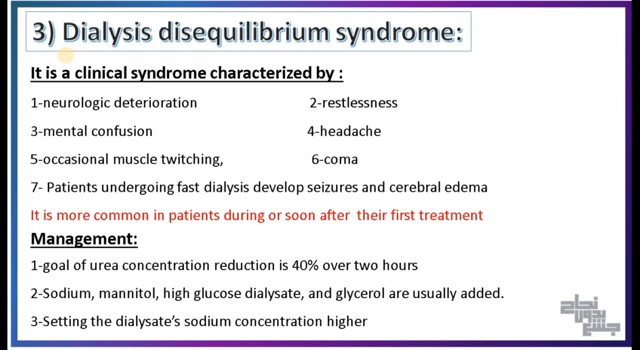 3) Dialysis disequilibrium syndrome:
It is a clinical syndrome characterized by :
1-neurologic deterioration 2-restlessness
3-mental confusion 4-headache
5-occasional muscle twitching, 6-coma
7- Patients undergoing fast dialysis develop seizures and cerebral edema
It is more common in patients during or soon after their first treatment
Management:
1-goal of urea concentration reduction is 40% over two hours
2-Sodium, mannitol, high glucose dialysate, and glycerol are usually added.
3-Setting the dialysate's sodium concentration higher